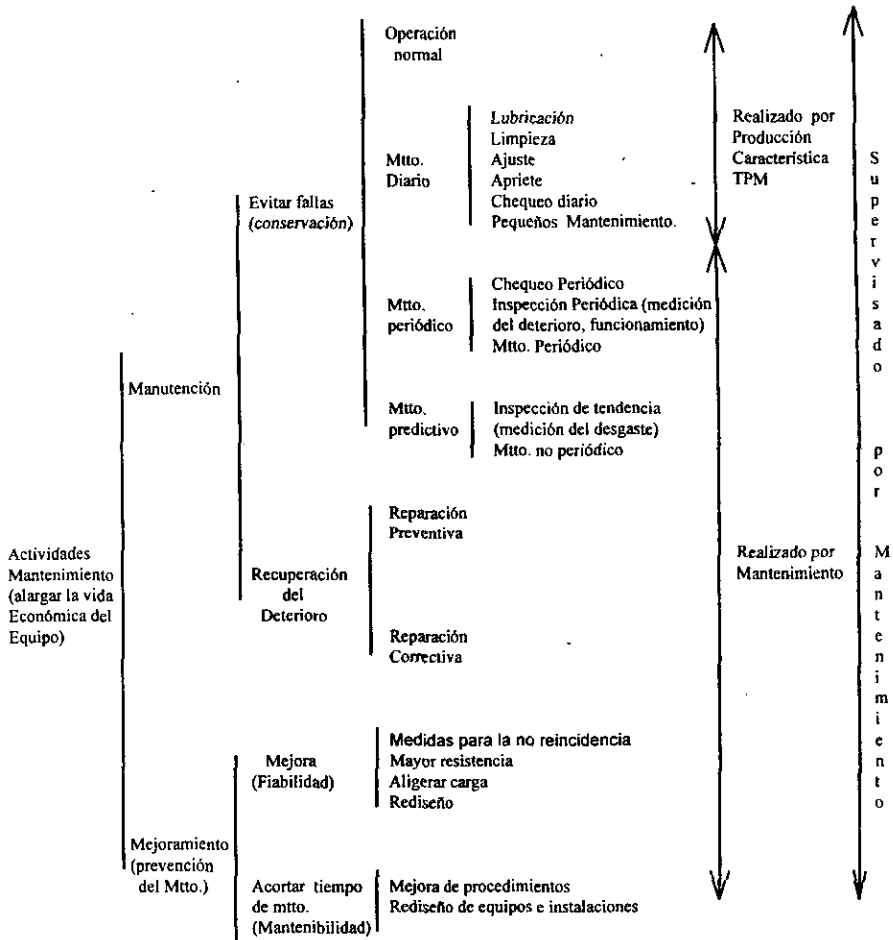 Operación
normal
Mtto.
Diario
Lubricación
Limpieza
Ajuste
Apriete
Chequeo diario
Pequeños Mantenimiento.
Realizado por
Producción
Característica
TPM
Evitar fallas
(conservación)
Mtto.
periódico
Chequeo Periódico
Inspección Periódica (medición
del deterioro, funcionamiento)
Mtto. Periódico
Manutención
Mtto.
predictivo
Inspección de tendencia
(medición del desgaste)
Mtto. no periódico
Actividades
Mantenimiento
(alargar la vida
Económica del
Equipo)
Recuperación
del
Deterioro
Reparación
Preventiva
Reparación
Correctiva
Realizado por
Mantenimiento
Mejoramiento
(prevención
del Mtto.)
Mejora
(Fiabilidad)
Medidas para la no reincidencia
Mayor resistencia
Aligerar carga
Rediseño
Acortar tiempo
de mtto.
(Mantenibilidad)
Mejora de procedimientos
Rediseño de equipos e instalaciones
Supervisado por Mantenimiento